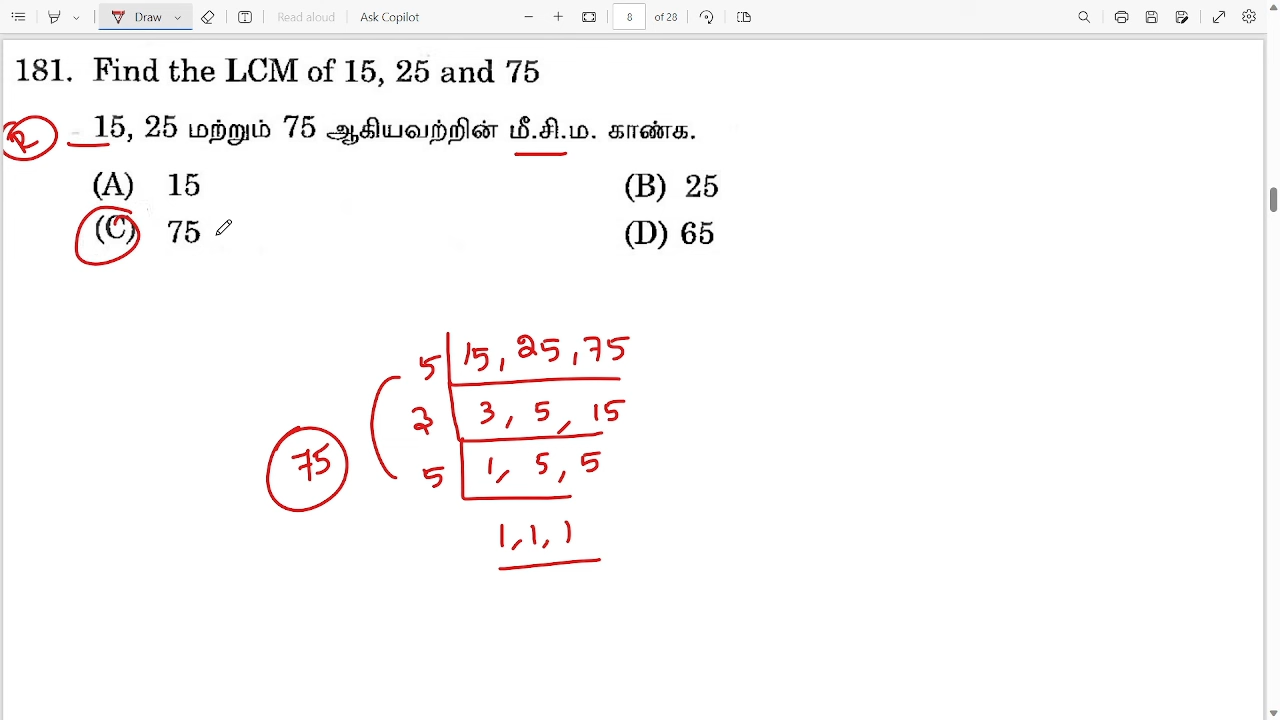 Draw
Read aloud
Ask Copilot
8 of 28
181. Find the LCM of 15, 25 and 75
R 15, 25 மற்றும் 75 ஆகியவற்றின் மீ.சி.ம. காண்க.
(A) 15 (B) 25
(C) 75 (D) 65
5 15, 25, 75
3 3, 5, 15
75
5 1, 5, 5
1, 1, 1